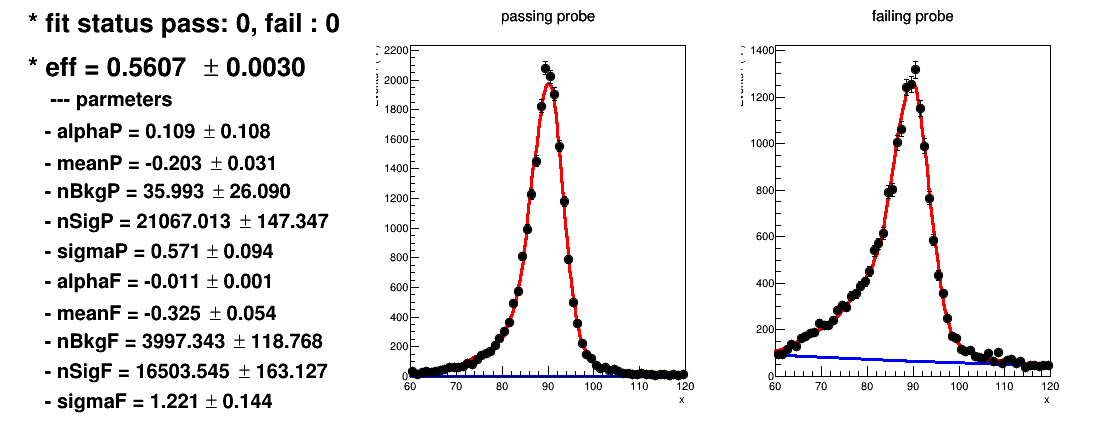 * fit status pass: 0, fail : 0
* eff = 0.5607 ± 0.0030
--- parmeters
- alphaP = 0.109 ± 0.108
- meanP = -0.203 ± 0.031
- nBkgP = 35.993 ± 26.090
- nSigP = 21067.013 ± 147.347
- sigmaP = 0.571 ± 0.094
- alphaF = -0.011 ± 0.001
- meanF = -0.325 ± 0.054
- nBkgF = 3997.343 ± 118.768
- nSigF = 16503.545 ± 163.127
- sigmaF = 1.221 ± 0.144
passing probe
2200
2000
1800
1600
1400
1200
1000
800
600
400
200
0
60 70 80 90 100 110 120
x
failing probe
1400
1200
1000
800
600
400
200
0
60 70 80 90 100 110 120
x